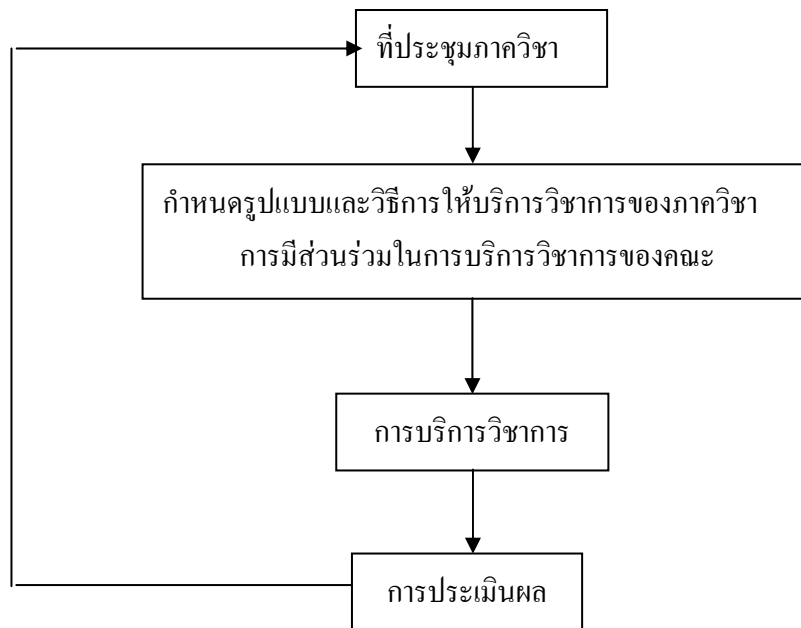 ที่ประชุมภาควิชา
กำหนดรูปแบบและวิธีการให้บริการวิชาการของภาควิชา
การมีส่วนร่วมในการบริการวิชาการของคณะ
การบริการวิชาการ
การประเมินผล